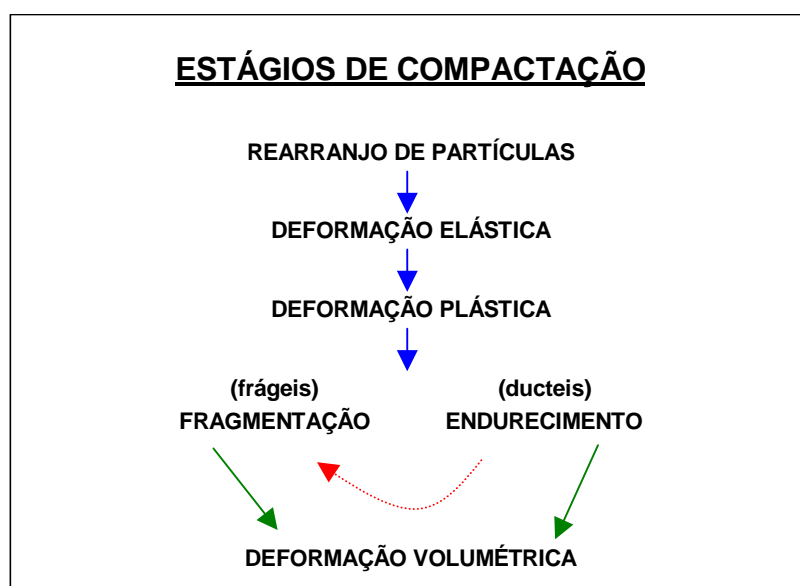 ESTÁGIOS DE COMPACTAÇÃO
REARRANJO DE PARTÍCULAS
DEFORMAÇÃO ELÁSTICA
DEFORMAÇÃO PLÁSTICA
(frágeis) (ducteis)
FRAGMENTAÇÃO ENDURECIMENTO
DEFORMAÇÃO VOLUMÉTRICA